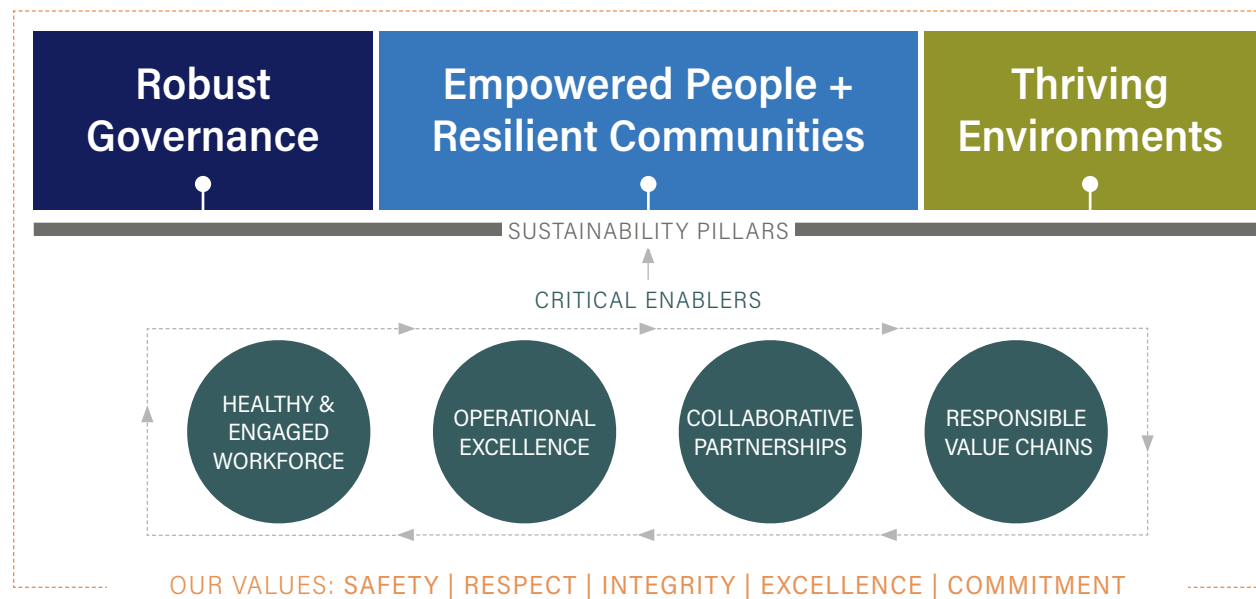 Robust
Governance
Empowered People +
Resilient Communities
Thriving
Environments
SUSTAINABILITY PILLARS
CRITICAL ENABLERS
HEALTHY &
ENGAGED
WORKFORCE
OPERATIONAL
EXCELLENCE
COLLABORATIVE
PARTNERSHIPS
RESPONSIBLE
VALUE CHAINS
OUR VALUES: SAFETY | RESPECT | INTEGRITY | EXCELLENCE | COMMITMENT